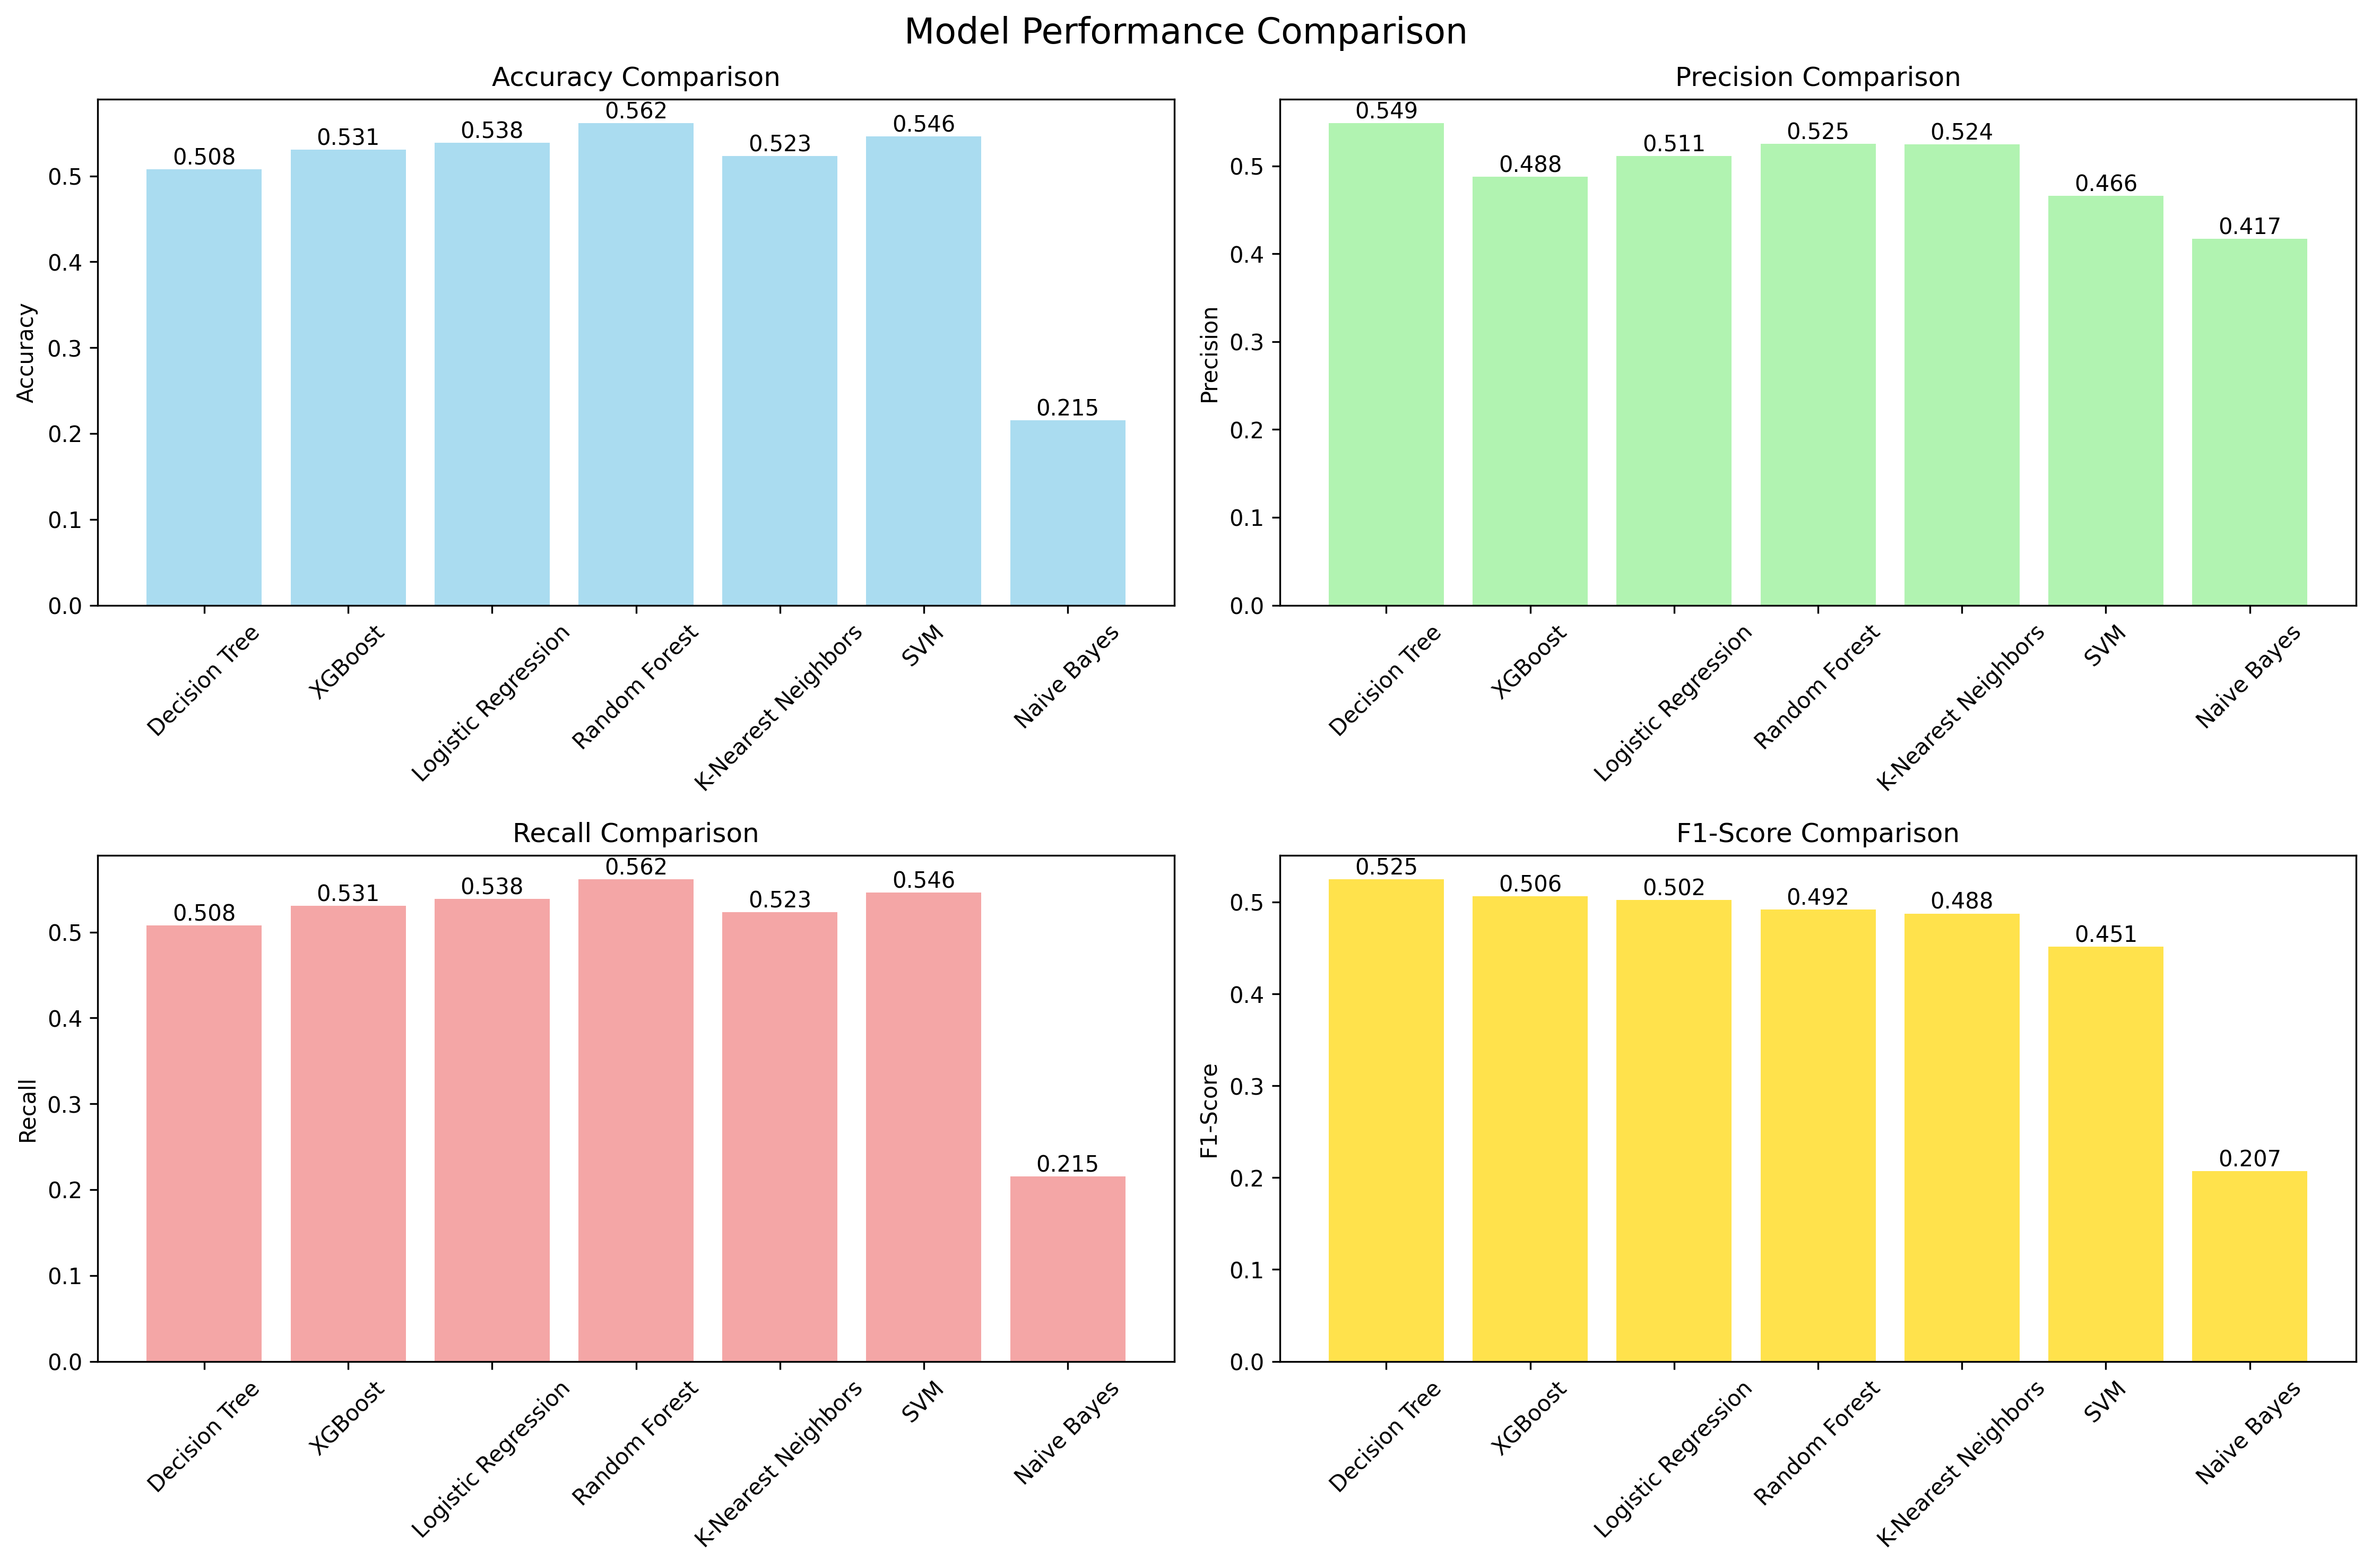 Model Performance Comparison
Accuracy Comparison
0.508
0.531
0.538
0.562
0.523
0.546
0.215
0.5
0.4
0.3
0.2
0.1
0.0
Accuracy
Decision Tree
XGBoost
Logistic Regression
Random Forest
K-Nearest Neighbors
SVM
Naive Bayes
Precision Comparison
0.549
0.488
0.511
0.525
0.524
0.466
0.417
0.5
0.4
0.3
0.2
0.1
0.0
Precision
Decision Tree
XGBoost
Logistic Regression
Random Forest
K-Nearest Neighbors
SVM
Naive Bayes
Recall Comparison
0.508
0.531
0.538
0.562
0.523
0.546
0.215
0.5
0.4
0.3
0.2
0.1
0.0
Recall
Decision Tree
XGBoost
Logistic Regression
Random Forest
K-Nearest Neighbors
SVM
Naive Bayes
F1-Score Comparison
0.525
0.506
0.502
0.492
0.488
0.451
0.207
0.5
0.4
0.3
0.2
0.1
0.0
F1-Score
Decision Tree
XGBoost
Logistic Regression
Random Forest
K-Nearest Neighbors
SVM
Naive Bayes